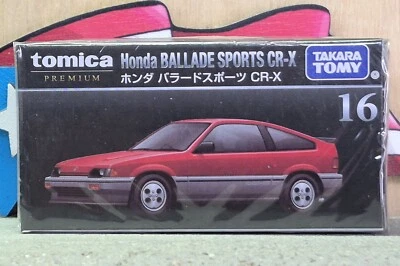 tomica
PREMIUM
Honda BALLADE SPORTS CR-X
ホンダ バラードスポーツ CR-X
TAKARA
TOMY
16